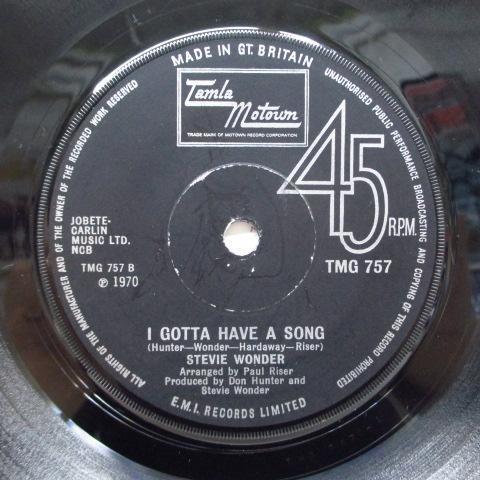 MADE IN GT. BRITAIN
Tamla
Motown
TRADE MARK OF MOTOWN RECORD CORPORATION
45
R.P.M.
JOBETE-
CARLIN
MUSIC LTD.
NCB
TMG 757 B
℗ 1970
TMG 757
I GOTTA HAVE A SONG
(Hunter—Wonder—Hardaway—Riser)
STEVIE WONDER
Arranged by Paul Riser
Produced by Don Hunter and
Stevie Wonder
E.M.I. RECORDS LIMITED
ALL RIGHTS OF THE MANUFACTURER AND OF THE OWNER OF THE RECORDED WORK RESERVED
UNAUTHORISED PUBLIC PERFORMANCE BROADCASTING AND COPYING OF THIS RECORD PROHIBITED